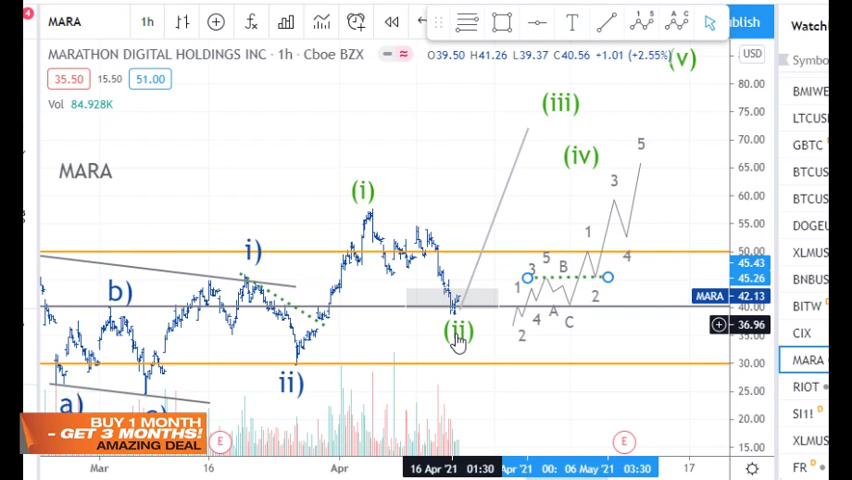 4
MARA
1h
ublish
Watchl
MARATHON DIGITAL HOLDINGS INC · 1h · Cboe BZX
O39.50 H41.26 L39.37 C40.56 +1.01 (+2.55%)
(v)
USD
Symbo
35.50
15.50
51.00
Vol 84.928K
80.00
BMIWE
LTCUS
GBTC
D
BTCUS
BTCUS
DOGEU
XLMUS
BNBUS
BITW
D
CIX
MARA
RIOT
SI1!
D
XLMUS
FR
D
(iii)
70.00
MARA
(iv)
5
65.00
60.00
55.00
50.00
45.43
45.26
MARA
42.13
40.00
36.96
30.00
25.00
20.00
15.00
(i)
3
i)
1
5
B
3
4
b)
1
2
A
C
4
2
(ii)
ii)
a)
BUY 1 MONTH
- GET 3 MONTHS!
AMAZING DEAL
E
E
Mar
16
Apr
16 Apr '21
01:30
Apr '21
00:
06 May '21
03:30
17